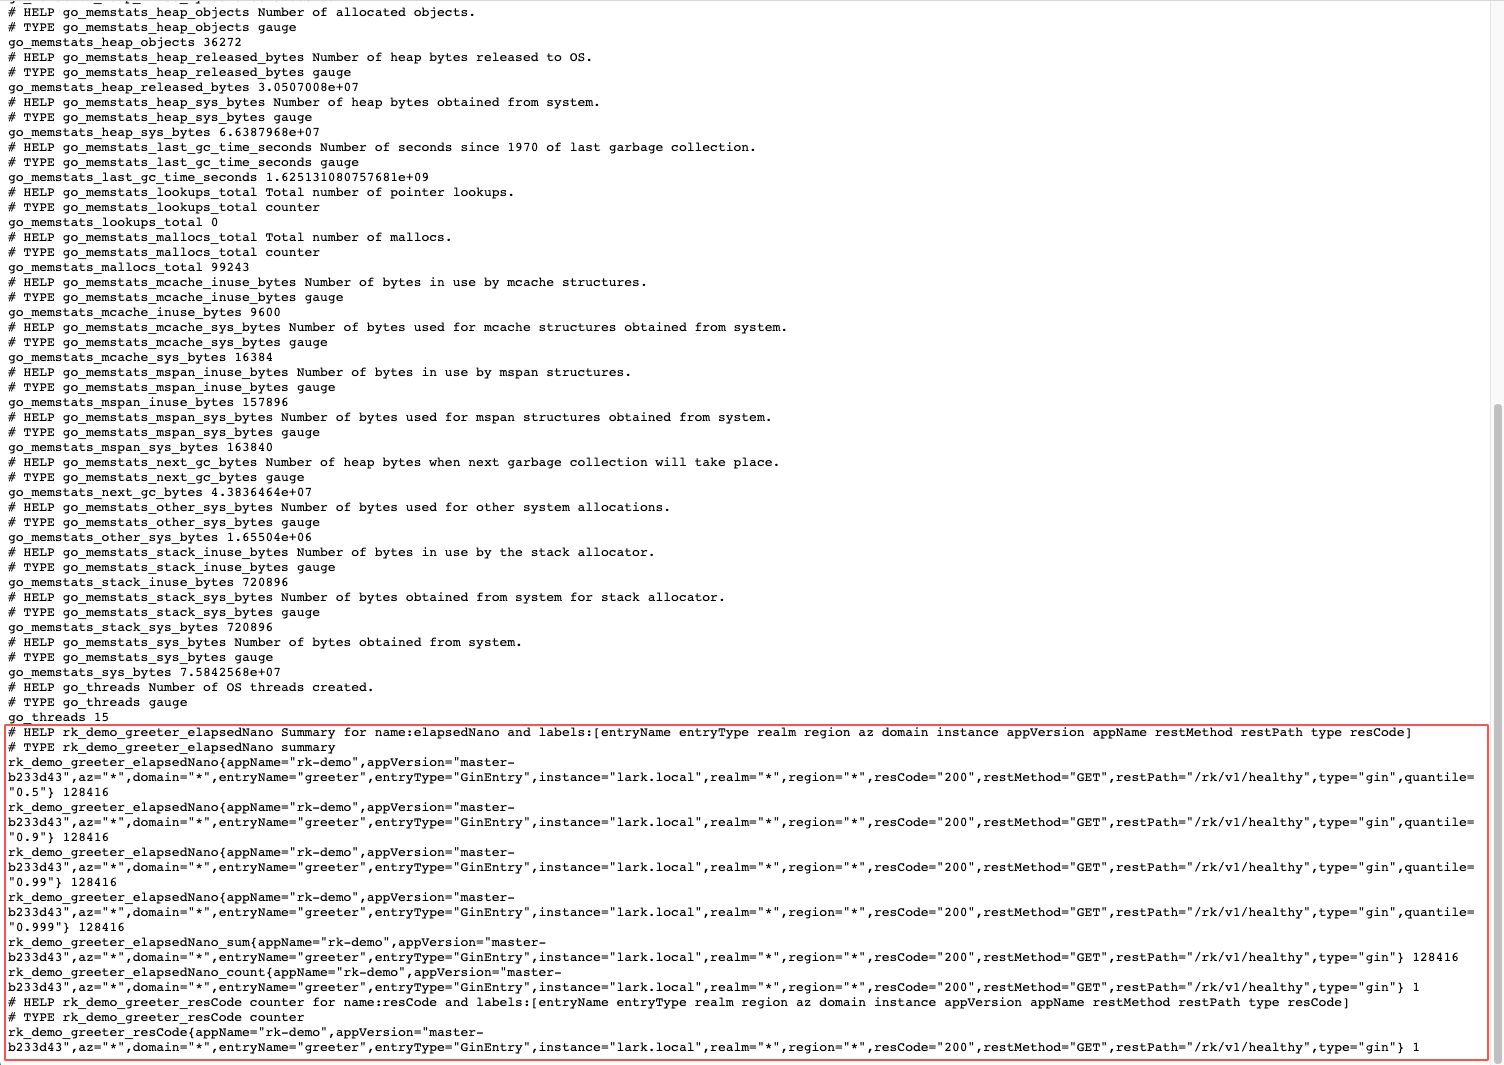 # HELP go_memstats_heap_objects Number of allocated objects.
# TYPE go_memstats_heap_objects gauge
go_memstats_heap_objects 36272
# HELP go_memstats_heap_released_bytes Number of heap bytes released to OS.
# TYPE go_memstats_heap_released_bytes gauge
go_memstats_heap_released_bytes 3.0507008e+07
# HELP go_memstats_heap_sys_bytes Number of heap bytes obtained from system.
# TYPE go_memstats_heap_sys_bytes gauge
go_memstats_heap_sys_bytes 6.6387968e+07
# HELP go_memstats_last_gc_time_seconds Number of seconds since 1970 of last garbage collection.
# TYPE go_memstats_last_gc_time_seconds gauge
go_memstats_last_gc_time_seconds 1.625131080757681e+09
# HELP go_memstats_lookups_total Total number of pointer lookups.
# TYPE go_memstats_lookups_total counter
go_memstats_lookups_total 0
# HELP go_memstats_mallocs_total Total number of mallocs.
# TYPE go_memstats_mallocs_total counter
go_memstats_mallocs_total 99243
# HELP go_memstats_mcache_inuse_bytes Number of bytes in use by mcache structures.
# TYPE go_memstats_mcache_inuse_bytes gauge
go_memstats_mcache_inuse_bytes 9600
# HELP go_memstats_mcache_sys_bytes Number of bytes used for mcache structures obtained from system.
# TYPE go_memstats_mcache_sys_bytes gauge
go_memstats_mcache_sys_bytes 16384
# HELP go_memstats_mspan_inuse_bytes Number of bytes in use by mspan structures.
# TYPE go_memstats_mspan_inuse_bytes gauge
go_memstats_mspan_inuse_bytes 157896
# HELP go_memstats_mspan_sys_bytes Number of bytes used for mspan structures obtained from system.
# TYPE go_memstats_mspan_sys_bytes gauge
go_memstats_mspan_sys_bytes 163840
# HELP go_memstats_next_gc_bytes Number of heap bytes when next garbage collection will take place.
# TYPE go_memstats_next_gc_bytes gauge
go_memstats_next_gc_bytes 4.3836464e+07
# HELP go_memstats_other_sys_bytes Number of bytes used for other system allocations.
# TYPE go_memstats_other_sys_bytes gauge
go_memstats_other_sys_bytes 1.65504e+06
# HELP go_memstats_stack_inuse_bytes Number of bytes in use by the stack allocator.
# TYPE go_memstats_stack_inuse_bytes gauge
go_memstats_stack_inuse_bytes 720896
# HELP go_memstats_stack_sys_bytes Number of bytes obtained from system for stack allocator.
# TYPE go_memstats_stack_sys_bytes gauge
go_memstats_stack_sys_bytes 720896
# HELP go_memstats_sys_bytes Number of bytes obtained from system.
# TYPE go_memstats_sys_bytes gauge
go_memstats_sys_bytes 7.5842568e+07
# HELP go_threads Number of OS threads created.
# TYPE go_threads gauge
go_threads 15
# HELP rk_demo_greeter_elapsedNano Summary for name:elapsedNano and labels:[entryName entryType realm region az domain instance appVersion appName restMethod restPath type resCode]
# TYPE rk_demo_greeter_elapsedNano summary
rk_demo_greeter_elapsedNano{appName="rk-demo",appVersion="master-
b233d43",az="*",domain="*",entryName="greeter",entryType="GinEntry",instance="lark.local",realm="*",region="*",resCode="200",restMethod="GET",restPath="/rk/v1/healthy",type="gin",quantile=
"0.5"} 128416
rk_demo_greeter_elapsedNano{appName="rk-demo",appVersion="master-
b233d43",az="*",domain="*",entryName="greeter",entryType="GinEntry",instance="lark.local",realm="*",region="*",resCode="200",restMethod="GET",restPath="/rk/v1/healthy",type="gin",quantile=
"0.9"} 128416
rk_demo_greeter_elapsedNano{appName="rk-demo",appVersion="master-
b233d43",az="*",domain="*",entryName="greeter",entryType="GinEntry",instance="lark.local",realm="*",region="*",resCode="200",restMethod="GET",restPath="/rk/v1/healthy",type="gin",quantile=
"0.99"} 128416
rk_demo_greeter_elapsedNano{appName="rk-demo",appVersion="master-
b233d43",az="*",domain="*",entryName="greeter",entryType="GinEntry",instance="lark.local",realm="*",region="*",resCode="200",restMethod="GET",restPath="/rk/v1/healthy",type="gin",quantile=
"0.999"} 128416
rk_demo_greeter_elapsedNano_sum{appName="rk-demo",appVersion="master-
b233d43",az="*",domain="*",entryName="greeter",entryType="GinEntry",instance="lark.local",realm="*",region="*",resCode="200",restMethod="GET",restPath="/rk/v1/healthy",type="gin"} 128416
rk_demo_greeter_elapsedNano_count{appName="rk-demo",appVersion="master-
b233d43",az="*",domain="*",entryName="greeter",entryType="GinEntry",instance="lark.local",realm="*",region="*",resCode="200",restMethod="GET",restPath="/rk/v1/healthy",type="gin"} 1
# HELP rk_demo_greeter_resCode counter for name:resCode and labels:[entryName entryType realm region az domain instance appVersion appName restMethod restPath type resCode]
# TYPE rk_demo_greeter_resCode counter
rk_demo_greeter_resCode{appName="rk-demo",appVersion="master-
b233d43",az="*",domain="*",entryName="greeter",entryType="GinEntry",instance="lark.local",realm="*",region="*",resCode="200",restMethod="GET",restPath="/rk/v1/healthy",type="gin"} 1